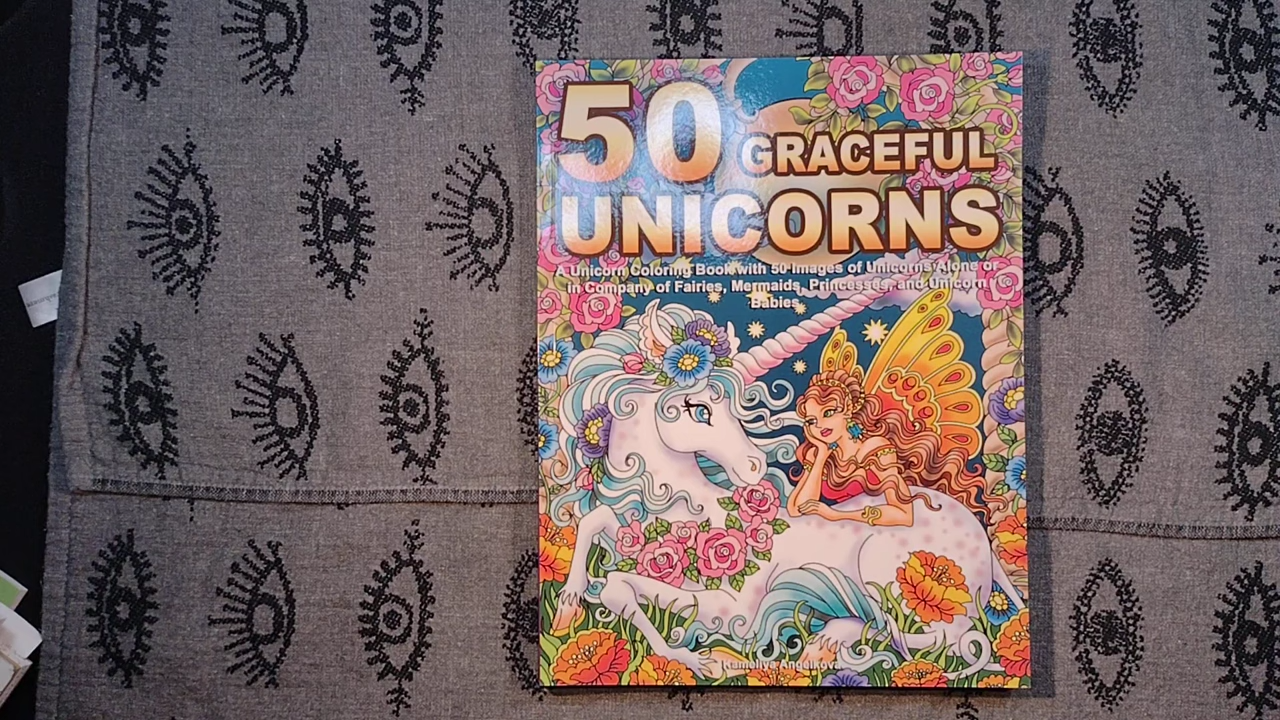 50 GRACEFUL
UNICORNS
A Unicorn Coloring Book with 50 Images of Unicorns Alone or
in Company of Fairies, Mermaids, Princesses, and Unicorn
Babies
Kameliya Angelkova